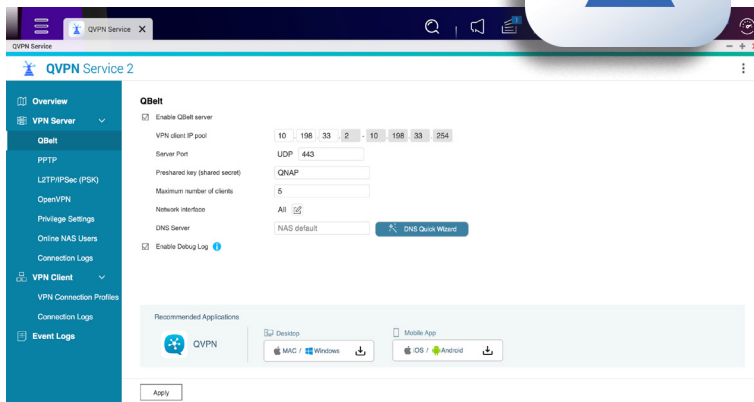 QVPN Service X
1
QVPN Service
QVPN Service 2
Overview
VPN Server
QBelt
PPTP
L2TP/IPSec (PSK)
OpenVPN
Privilege Settings
Online NAS Users
Connection Logs
VPN Client
VPN Connection Profiles
Connection Logs
Event Logs
QBelt
Enable QBelt server
VPN client IP pool 10 . 198 . 33 . 2 - 10 . 198 . 33 . 254
Server Port UDP 443
Preshared key (shared secret) QNAP
Maximum number of clients 5
Network interface All
DNS Server NAS default DNS Quick Wizard
Enable Debug Log
Recommended Applications
QVPN
Desktop
MAC / Windows
Mobile App
iOS / Android
Apply